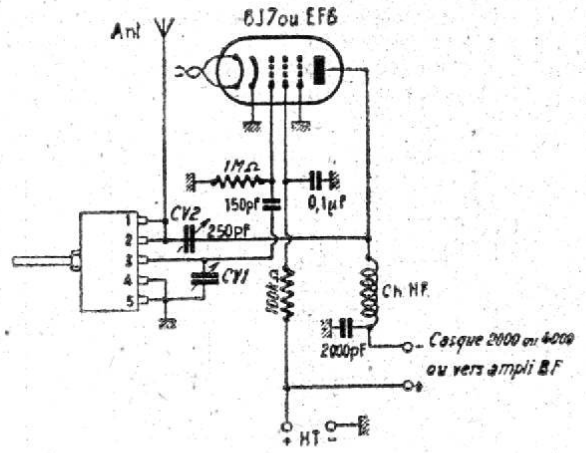 6J7 ou EF6
Ant
1MΩ
150pF
0,1µF
CV2
250pF
1
2
3
4
5
CV1
100kΩ
Ch HF.
2000pF
- Casque 2000 ou 4000
+ ou vers ampli BF
+ HT -